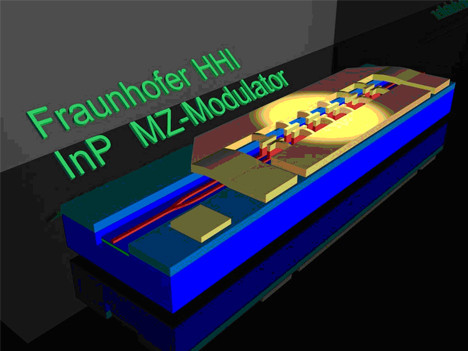 Fraunhofer HHI
InP MZ-Modulator